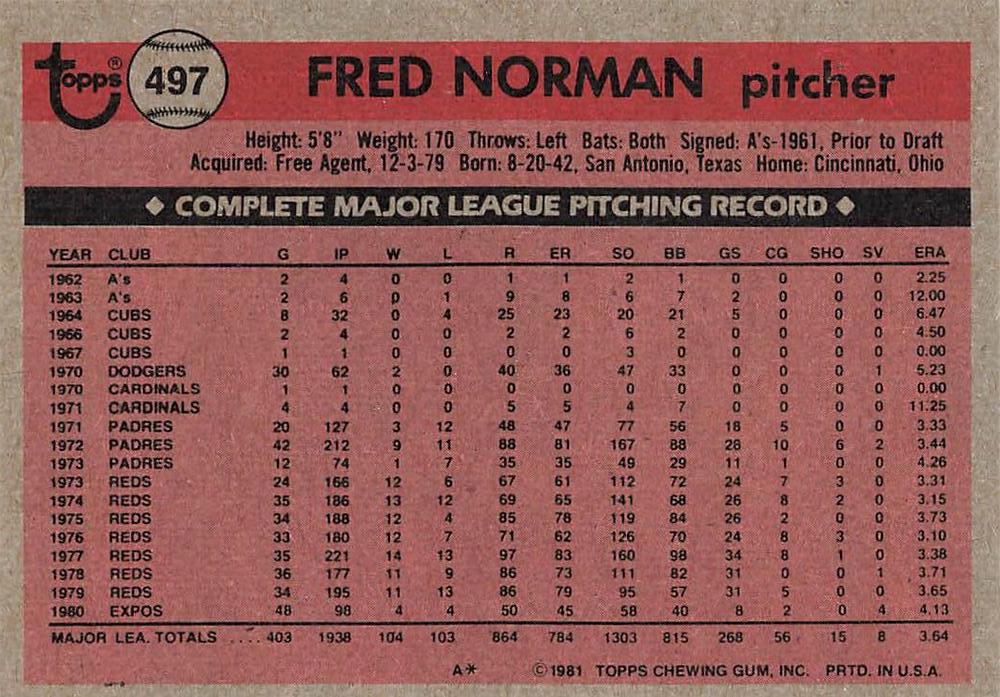 Topps® 497 FRED NORMAN pitcher
Height: 5'8" Weight: 170 Throws: Left Bats: Both Signed: A's-1961, Prior to Draft
Acquired: Free Agent, 12-3-79 Born: 8-20-42, San Antonio, Texas Home: Cincinnati, Ohio
◆ COMPLETE MAJOR LEAGUE PITCHING RECORD ◆
YEAR CLUB G IP W L R ER SO BB GS CG SHO SV ERA
1962 A's 2 4 0 0 1 1 2 1 0 0 0 0 2.25
1963 A's 2 6 0 1 9 8 6 7 2 0 0 0 12.00
1964 CUBS 8 32 0 4 25 23 20 21 5 0 0 0 6.47
1966 CUBS 2 4 0 0 2 2 6 2 0 0 0 0 4.50
1967 CUBS 1 1 0 0 0 0 3 0 0 0 0 0 0.00
1970 DODGERS 30 62 2 0 40 36 47 33 0 0 0 1 5.23
1970 CARDINALS 1 1 0 0 0 0 0 0 0 0 0 0 0.00
1971 CARDINALS 4 4 0 0 5 5 4 7 0 0 0 0 11.25
1971 PADRES 20 127 3 12 48 47 77 56 18 5 0 0 3.33
1972 PADRES 42 212 9 11 88 81 167 88 28 10 6 2 3.44
1973 PADRES 12 74 1 7 35 35 49 29 11 1 0 0 4.26
1973 REDS 24 166 12 6 67 61 112 72 24 7 3 0 3.31
1974 REDS 35 186 13 12 69 65 141 68 26 8 2 0 3.15
1975 REDS 34 188 12 4 85 78 119 84 26 2 0 0 3.73
1976 REDS 33 180 12 7 71 62 126 70 24 8 3 0 3.10
1977 REDS 35 221 14 13 97 83 160 98 34 8 1 0 3.38
1978 REDS 36 177 11 9 86 73 111 82 31 0 0 1 3.71
1979 REDS 34 195 11 13 86 79 95 57 31 5 0 0 3.65
1980 EXPOS 48 98 4 4 50 45 58 40 8 2 0 4 4.13
MAJOR LEA. TOTALS .... 403 1938 104 103 864 784 1303 815 268 56 15 8 3.64
A* ©1981 TOPPS CHEWING GUM, INC. PRTD. IN U.S.A.